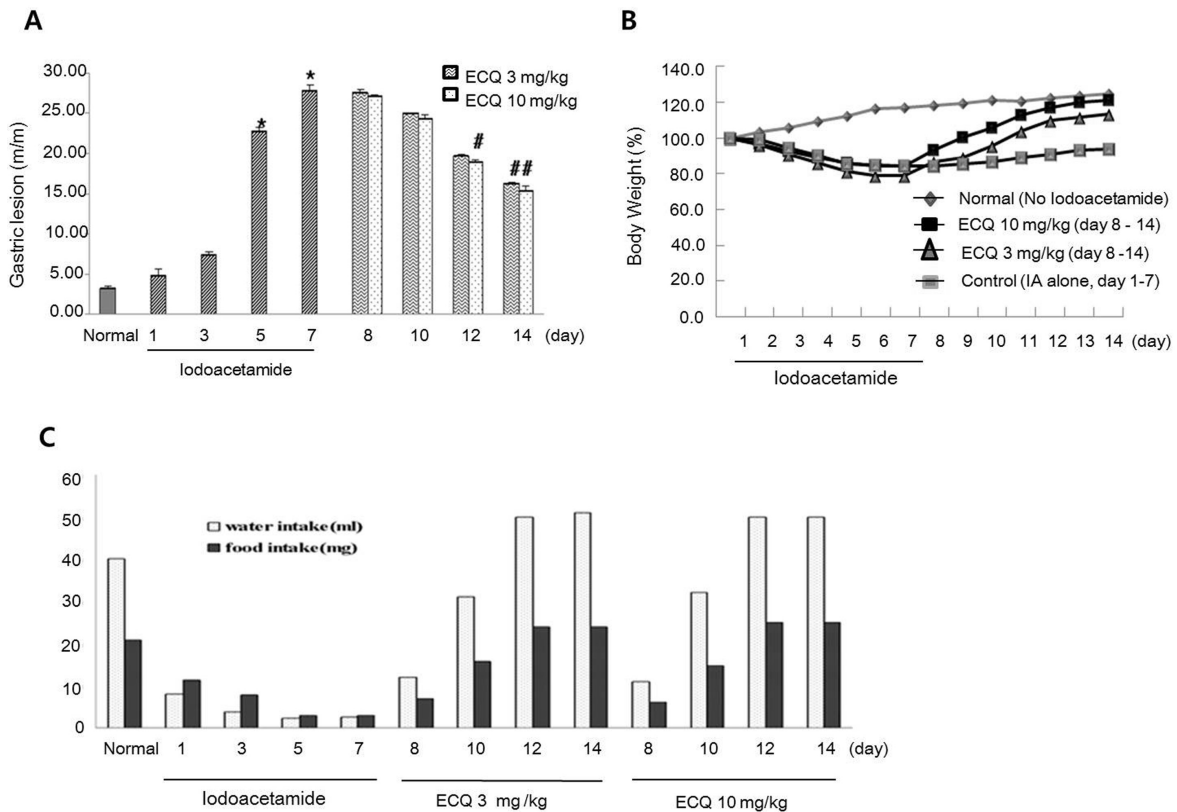 A
Gastric lesion (m/m)
30.00
25.00
20.00
15.00
10.00
5.00
0.00
* * # ##
ECQ 3 mg/kg
ECQ 10 mg/kg
Normal 1 3 5 7 8 10 12 14 (day)
Iodoacetamide
B
Body Weight (%)
140.0
120.0
100.0
80.0
60.0
40.0
20.0
0.0
Normal (No Iodoacetamide)
ECQ 10 mg/kg (day 8 - 14)
ECQ 3 mg/kg (day 8 -14)
Control (IA alone, day 1-7)
1 2 3 4 5 6 7 8 9 10 11 12 13 14
Iodoacetamide
C
60
50
40
30
20
10
0
water intake(ml)
food intake(mg)
Normal 1 3 5 7 8 10 12 14 8 10 12 14 (day)
Iodoacetamide ECQ 3 mg/kg ECQ 10 mg/kg